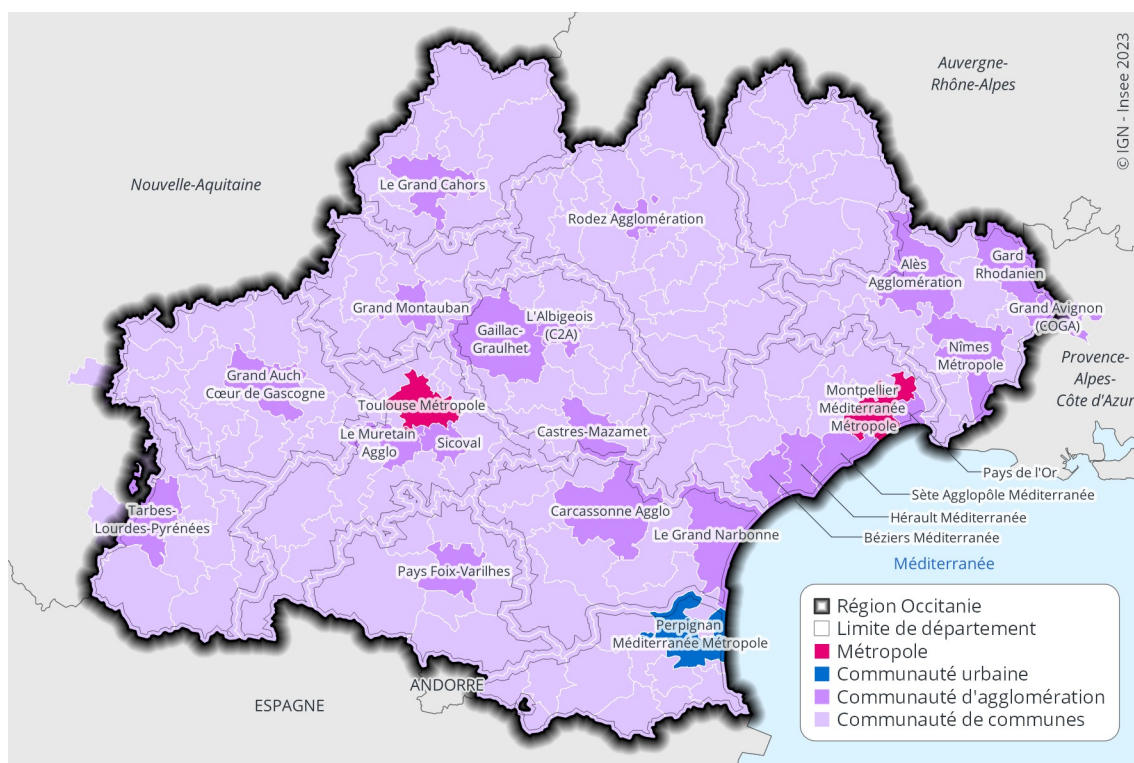 © IGN - Insee 2023
Auvergne-
Rhône-Alpes
Nouvelle-Aquitaine
Le Grand Cahors
Rodez Agglomération
Alès
Agglomération
Gard
Rhodanien
Grand Montauban
Gaillac-
Graulhet
L'Albigeois
(C2A)
Grand Avignon
(COGA)
Nîmes
Métropole
Provence-
Alpes-
Côte d'Azur
Grand Auch
Cœur de Gascogne
Toulouse Métropole
Montpellier
Méditerranée
Métropole
Le Muretain
Agglo
Sicoval
Castres-Mazamet
Pays de l'Or
Sète Agglopôle Méditerranée
Hérault Méditerranée
Béziers Méditerranée
Tarbes-
Lourdes-Pyrénées
Carcassonne Agglo
Le Grand Narbonne
Méditerranée
Pays Foix-Varilhes
Perpignan
Méditerranée Métropole
ANDORRE
ESPAGNE
Région Occitanie
Limite de département
Métropole
Communauté urbaine
Communauté d'agglomération
Communauté de communes